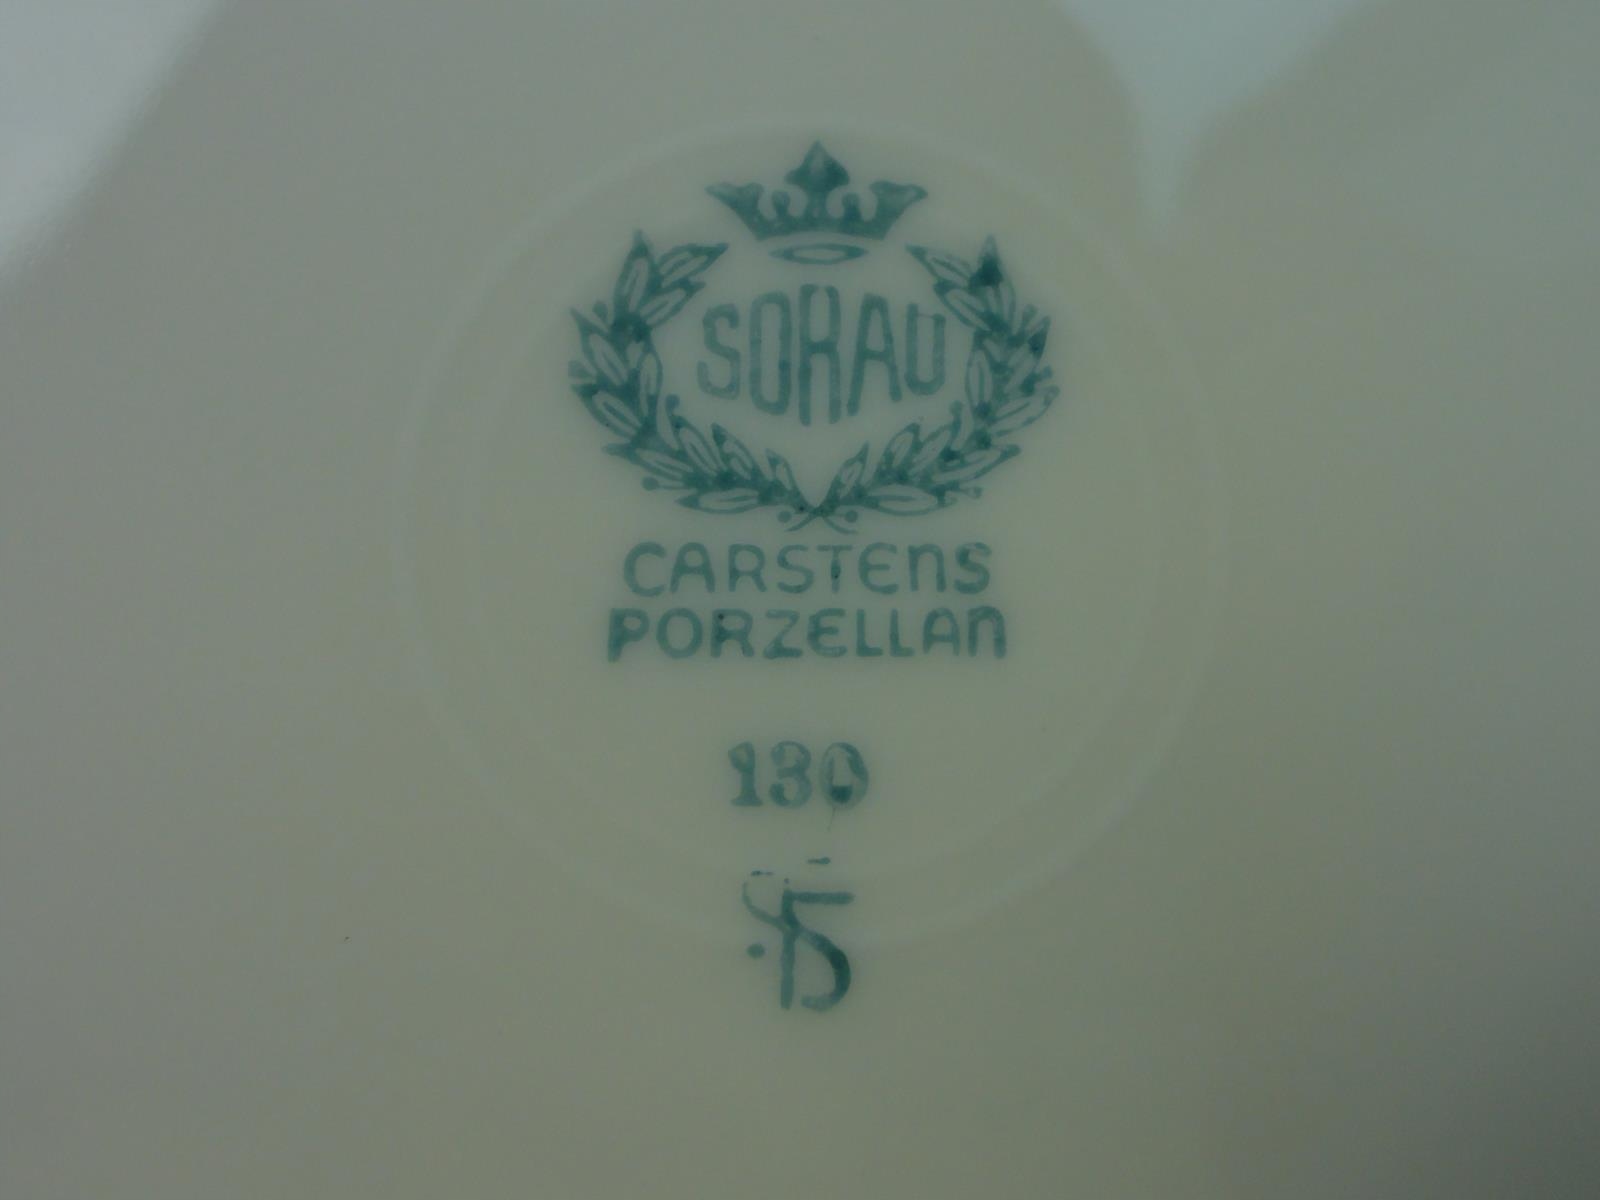 SORAU
CARSTENS
PORZELLAN
130